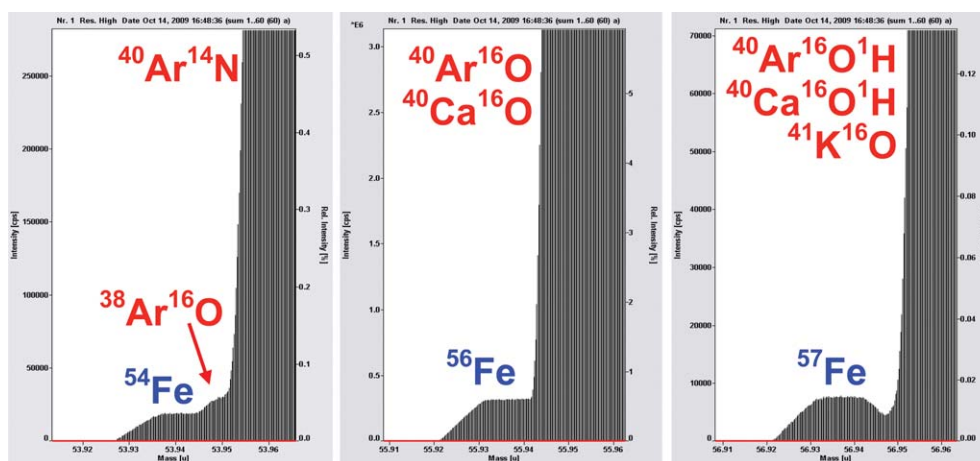 Nr. 1 Res. High Date Oct 14, 2009 16:48:36 (sum 1..60 (60) a)
⁴⁰Ar¹⁴N
³⁸Ar¹⁶O
⁵⁴Fe
Intensity [cps]
250000
200000
150000
100000
50000
0
Rel. Intensity [%]
0.5
0.4
0.3
0.2
0.1
0.0
53.92 53.93 53.94 53.95 53.96
Mass [u]
Nr. 1 Res. High Date Oct 14, 2009 16:48:36 (sum 1..60 (60) a)
*E6
⁴⁰Ar¹⁶O
⁴⁰Ca¹⁶O
⁵⁶Fe
Intensity [cps]
3.0
2.5
2.0
1.5
1.0
0.5
0.0
Rel. Intensity [%]
5
4
3
2
1
0
55.91 55.92 55.93 55.94 55.95 55.96
Mass [u]
Nr. 1 Res. High Date Oct 14, 2009 16:48:36 (sum 1..60 (60) a)
⁴⁰Ar¹⁶O¹H
⁴⁰Ca¹⁶O¹H
⁴¹K¹⁶O
⁵⁷Fe
Intensity [cps]
70000
60000
50000
40000
30000
20000
10000
0
Rel. Intensity [%]
0.12
0.10
0.08
0.06
0.04
0.02
0.00
56.91 56.92 56.93 56.94 56.95 56.96
Mass [u]